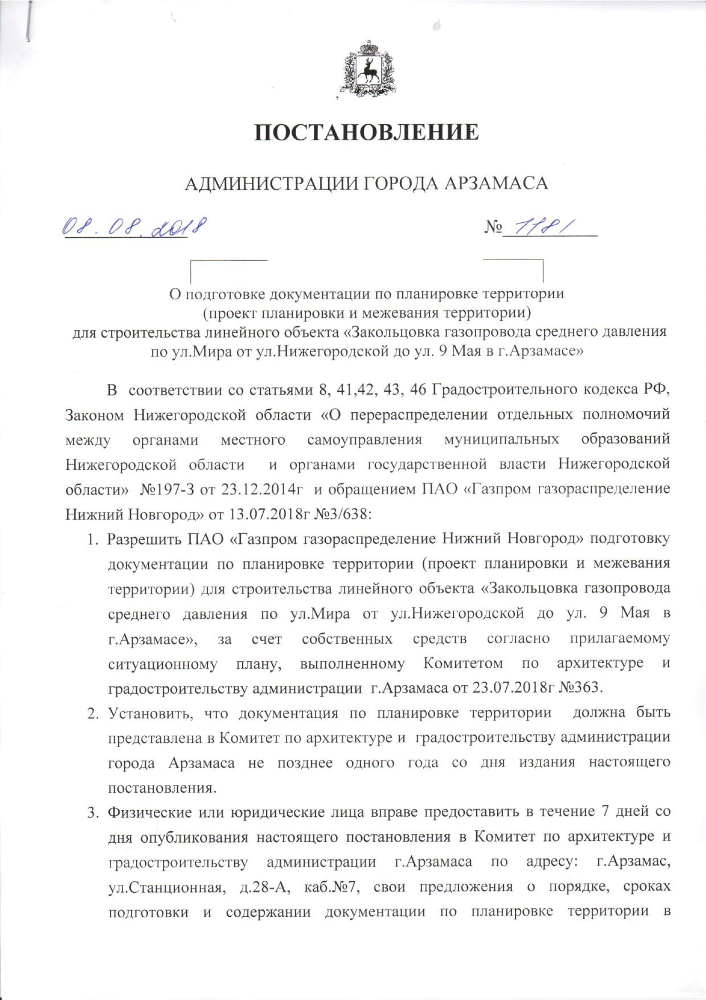 ПОСТАНОВЛЕНИЕ
АДМИНИСТРАЦИИ ГОРОДА АРЗАМАСА
08.08.2018 № 1181
О подготовке документации по планировке территории
(проект планировки и межевания территории)
для строительства линейного объекта «Закольцовка газопровода среднего давления
по ул.Мира от ул.Нижегородской до ул. 9 Мая в г.Арзамасе»
В соответствии со статьями 8, 41,42, 43, 46 Градостроительного кодекса РФ,
Законом Нижегородской области «О перераспределении отдельных полномочий
между органами местного самоуправления муниципальных образований
Нижегородской области и органами государственной власти Нижегородской
области» №197-З от 23.12.2014г и обращением ПАО «Газпром газораспределение
Нижний Новгород» от 13.07.2018г №3/638:
1. Разрешить ПАО «Газпром газораспределение Нижний Новгород» подготовку
документации по планировке территории (проект планировки и межевания
территории) для строительства линейного объекта «Закольцовка газопровода
среднего давления по ул.Мира от ул.Нижегородской до ул. 9 Мая в
г.Арзамасе», за счет собственных средств согласно прилагаемому
ситуационному плану, выполненному Комитетом по архитектуре и
градостроительству администрации г.Арзамаса от 23.07.2018г №363.
2. Установить, что документация по планировке территории должна быть
представлена в Комитет по архитектуре и градостроительству администрации
города Арзамаса не позднее одного года со дня издания настоящего
постановления.
3. Физические или юридические лица вправе предоставить в течение 7 дней со
дня опубликования настоящего постановления в Комитет по архитектуре и
градостроительству администрации г.Арзамаса по адресу: г.Арзамас,
ул.Станционная, д.28-А, каб.№7, свои предложения о порядке, сроках
подготовки и содержании документации по планировке территории в